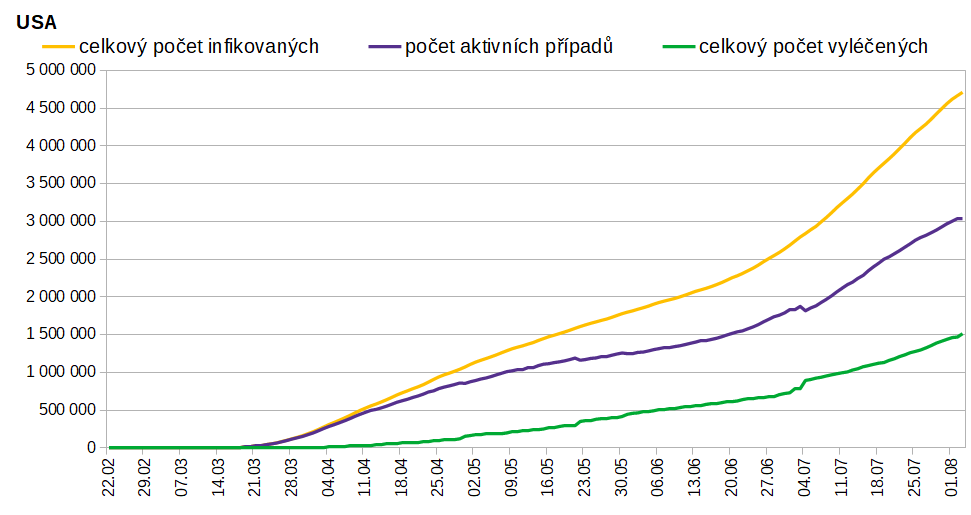 USA
celkový počet infikovaných počet aktivních případů celkový počet vyléčených
5 000 000
4 500 000
4 000 000
3 500 000
3 000 000
2 500 000
2 000 000
1 500 000
1 000 000
500 000
0
22.02 29.02 07.03 14.03 21.03 28.03 04.04 11.04 18.04 25.04 02.05 09.05 16.05 23.05 30.05 06.06 13.06 20.06 27.06 04.07 11.07 18.07 25.07 01.08